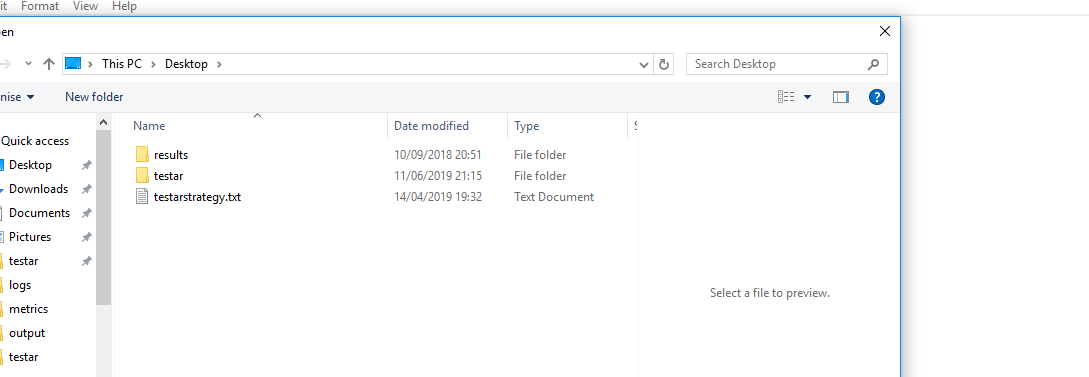 it Format View Help
pen
This PC Desktop Search Desktop
nise New folder ?
Name Date modified Type S
Quick access
Desktop
Downloads
Documents
Pictures
testar
logs
metrics
output
testar
results 10/09/2018 20:51 File folder
testar 11/06/2019 21:15 File folder
testarstrategy.txt 14/04/2019 19:32 Text Document
Select a file to preview.